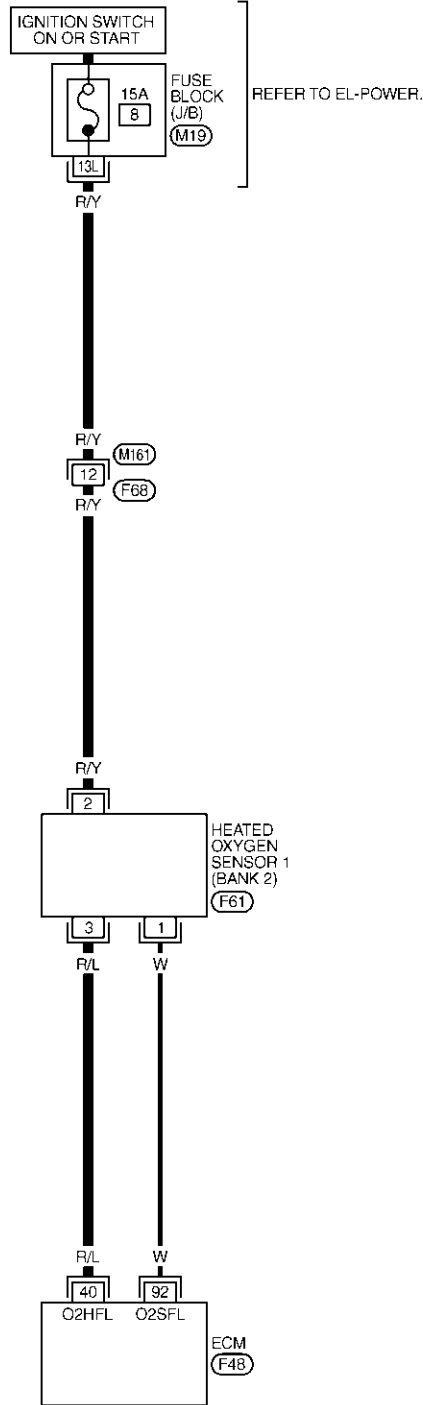 IGNITION SWITCH
ON OR START
15A
8
FUSE
BLOCK
(J/B)
M19
REFER TO EL-POWER.
13L
R/Y
R/Y
M161
12
F68
R/Y
R/Y
2
HEATED
OXYGEN
SENSOR 1
(BANK 2)
F61
3 1
R/L W
R/L W
40 92
O2HFL O2SFL
ECM
F48